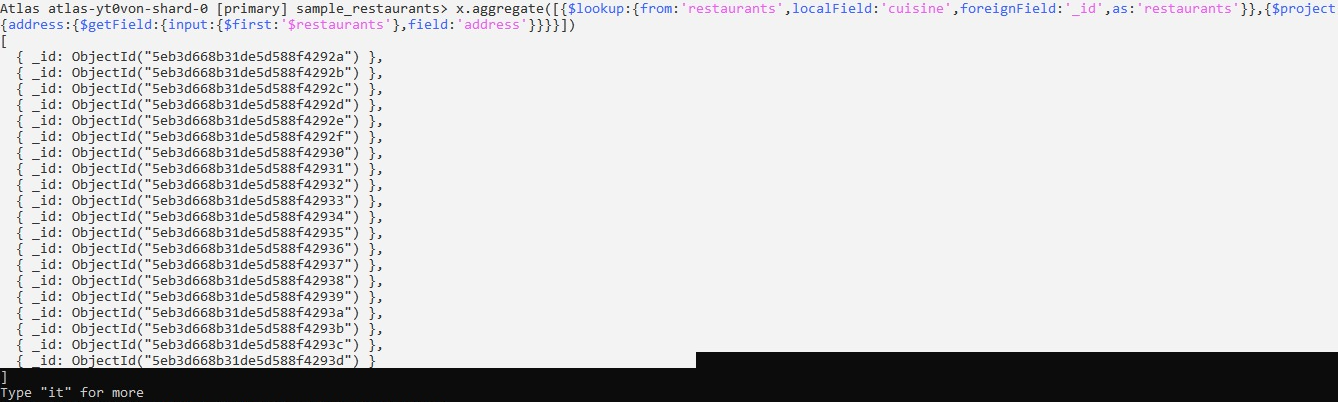 Atlas atlas-yt0von-shard-0 [primary] sample_restaurants> x.aggregate([{$lookup:{from:'restaurants',localField:'cuisine',foreignField:'_id',as:'restaurants'}},{$project
{address:{$getField:{input:{$first:'$restaurants'},field:'address'}}}}])
[
  { _id: ObjectId("5eb3d668b31de5d588f4292a") },
  { _id: ObjectId("5eb3d668b31de5d588f4292b") },
  { _id: ObjectId("5eb3d668b31de5d588f4292c") },
  { _id: ObjectId("5eb3d668b31de5d588f4292d") },
  { _id: ObjectId("5eb3d668b31de5d588f4292e") },
  { _id: ObjectId("5eb3d668b31de5d588f4292f") },
  { _id: ObjectId("5eb3d668b31de5d588f42930") },
  { _id: ObjectId("5eb3d668b31de5d588f42931") },
  { _id: ObjectId("5eb3d668b31de5d588f42932") },
  { _id: ObjectId("5eb3d668b31de5d588f42933") },
  { _id: ObjectId("5eb3d668b31de5d588f42934") },
  { _id: ObjectId("5eb3d668b31de5d588f42935") },
  { _id: ObjectId("5eb3d668b31de5d588f42936") },
  { _id: ObjectId("5eb3d668b31de5d588f42937") },
  { _id: ObjectId("5eb3d668b31de5d588f42938") },
  { _id: ObjectId("5eb3d668b31de5d588f42939") },
  { _id: ObjectId("5eb3d668b31de5d588f4293a") },
  { _id: ObjectId("5eb3d668b31de5d588f4293b") },
  { _id: ObjectId("5eb3d668b31de5d588f4293c") },
  { _id: ObjectId("5eb3d668b31de5d588f4293d") }
]
Type "it" for more